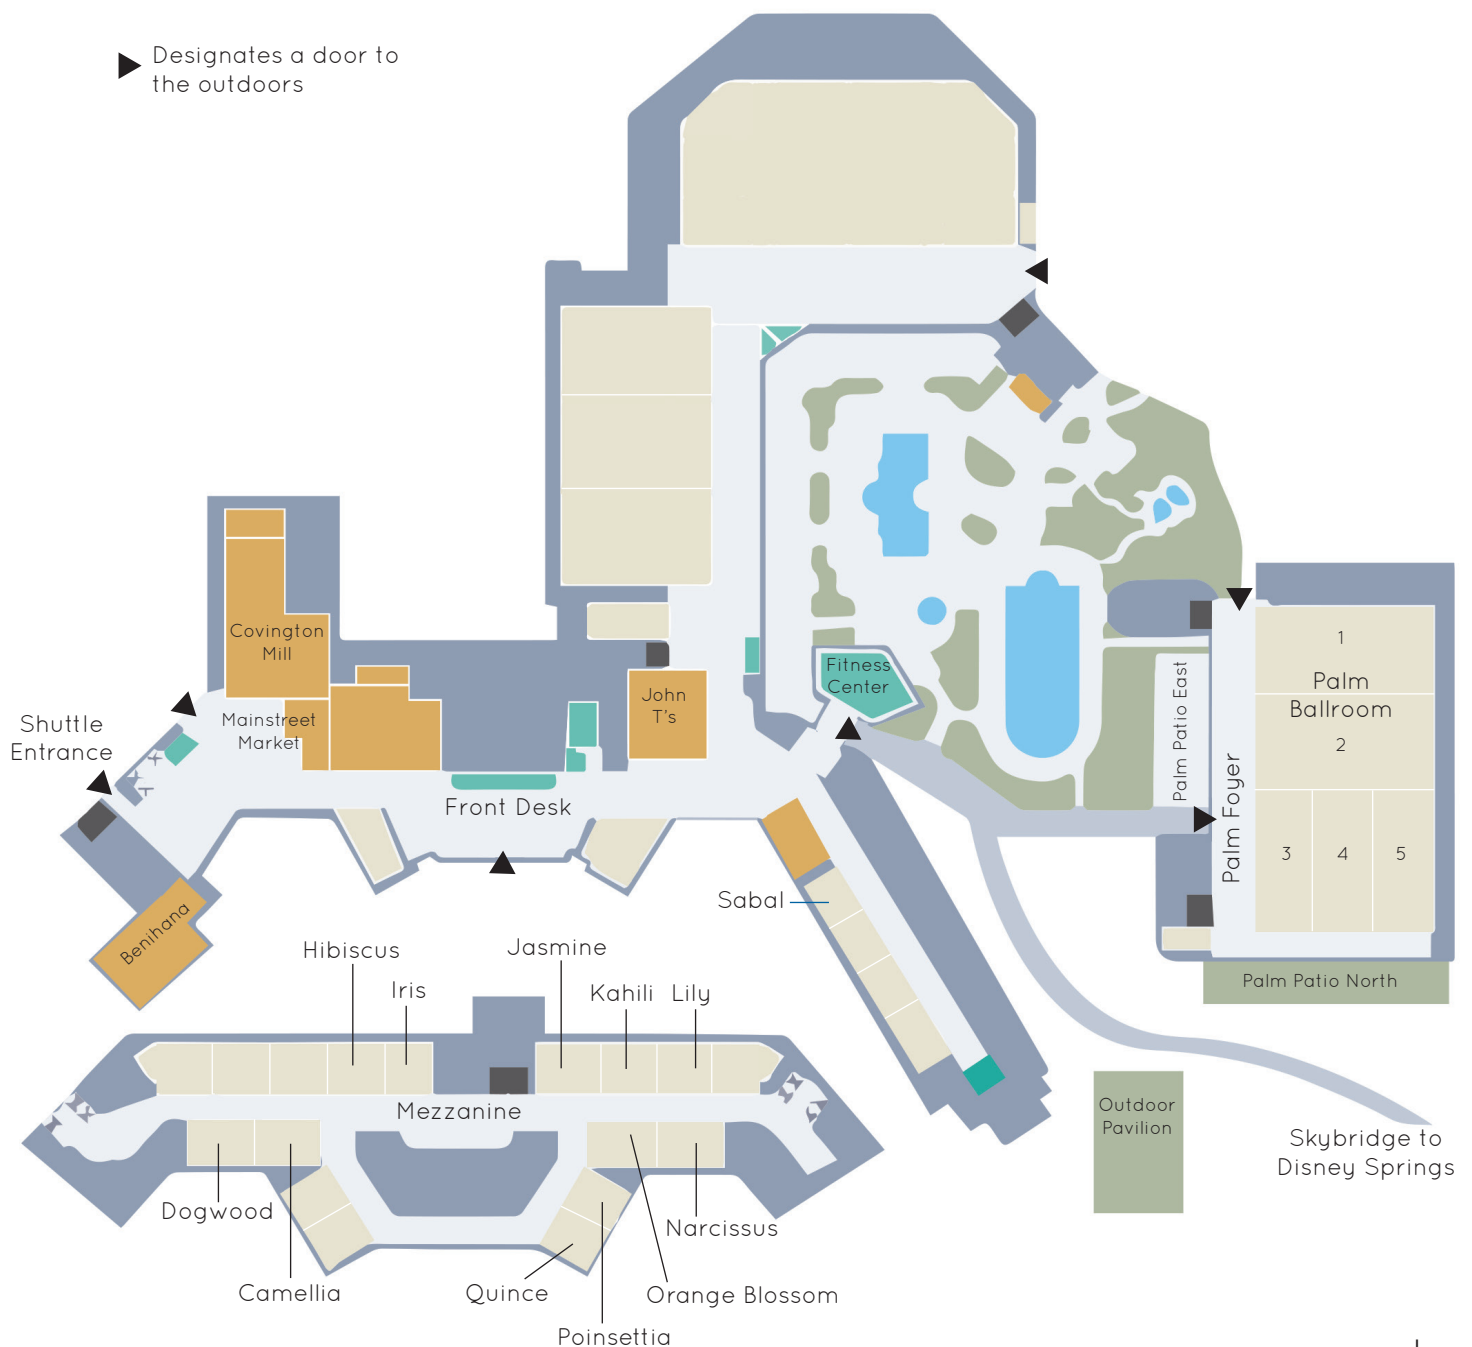 Designates a door to
the outdoors
Covington
Mill
Mainstreet
Market
Shuttle
Entrance
John
T's
Fitness
Center
Front Desk
Benihana
Palm Patio East
Palm Foyer
1
Palm
Ballroom
2
3
4
5
Palm Patio North
Sabal
Hibiscus
Iris
Jasmine
Kahili
Lily
Mezzanine
Dogwood
Camellia
Quince
Poinsettia
Orange Blossom
Narcissus
Outdoor
Pavilion
Skybridge to
Disney Springs